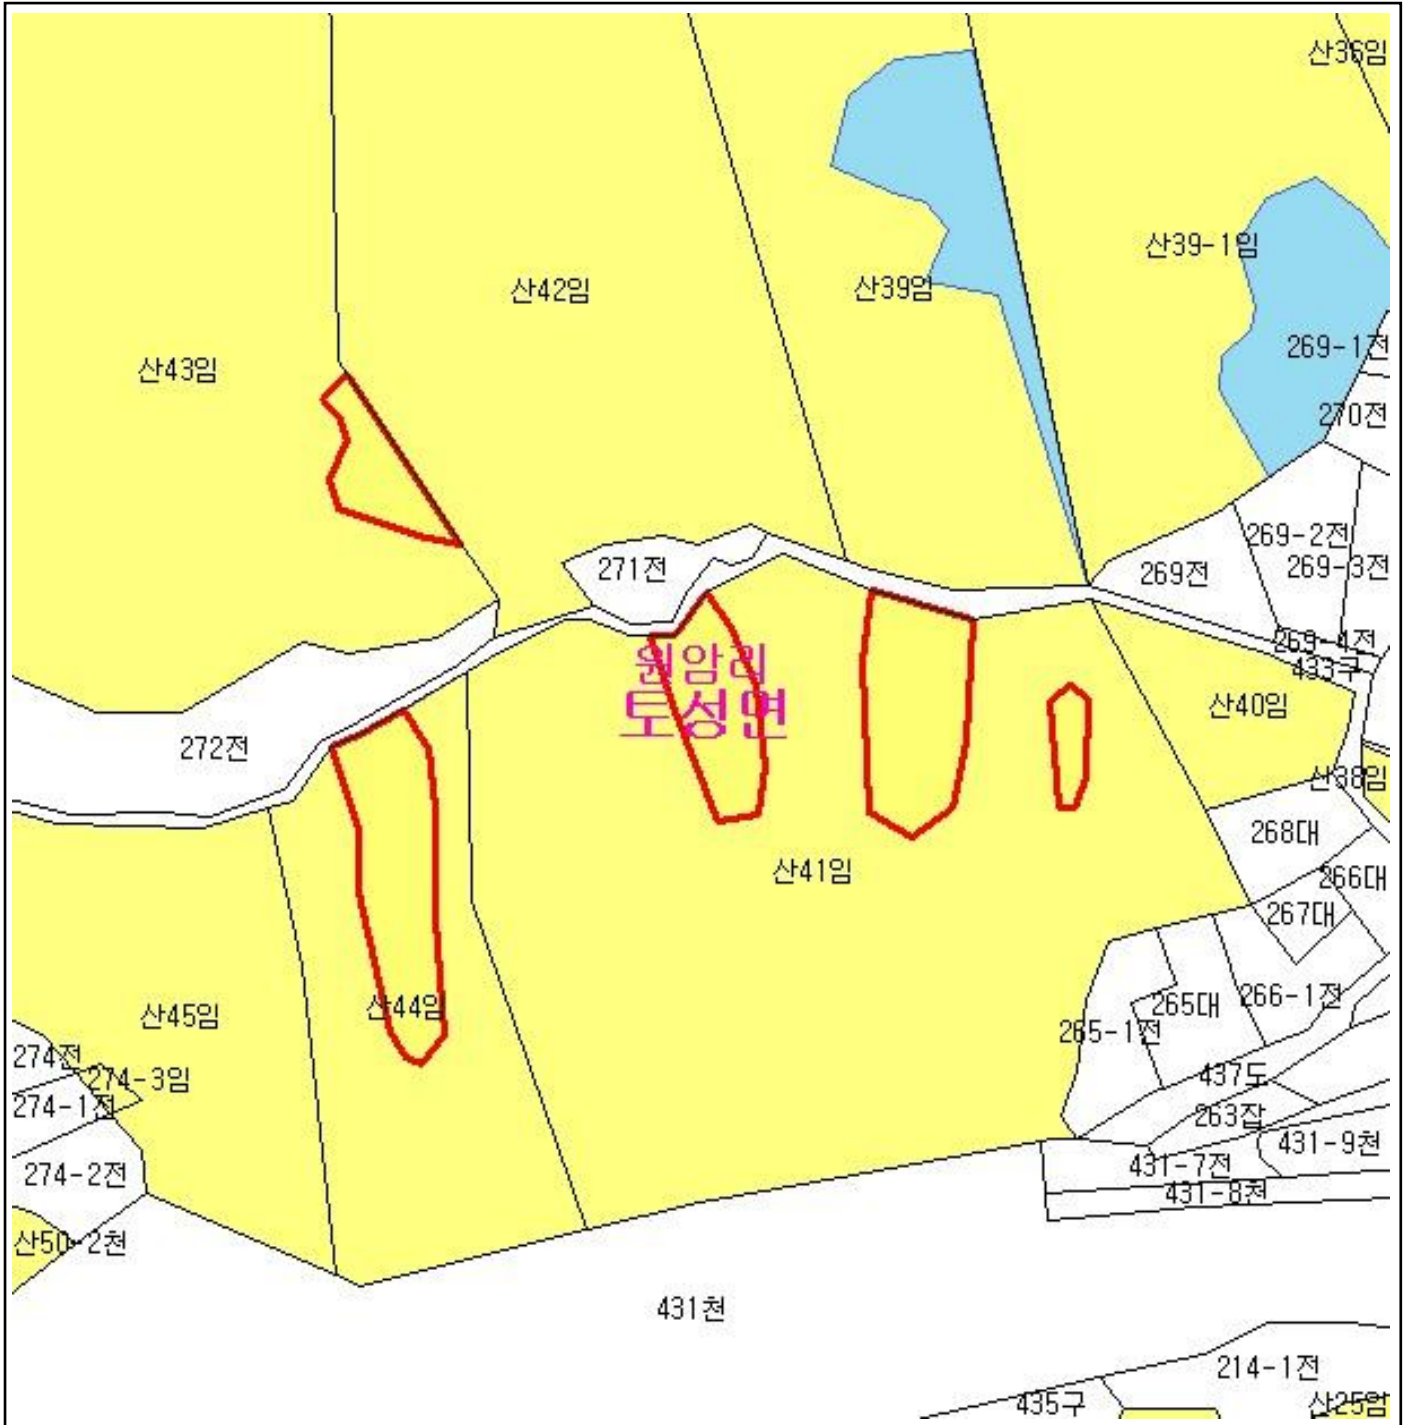 산36임
산39-1임
산42임
산39임
269-1전
산43임
270전
269-2전
271전
269전
269-3전
269-4전
원암리
433구
토성면
산40임
272전
산38임
268대
산41임
266대
267대
266-1전
265대
산44임
산45임
265-1전
274전
437도
274-3임
274-1전
263잡
431-9천
431-7전
274-2전
431-8천
산50-2천
431천
214-1전
435구
산25임